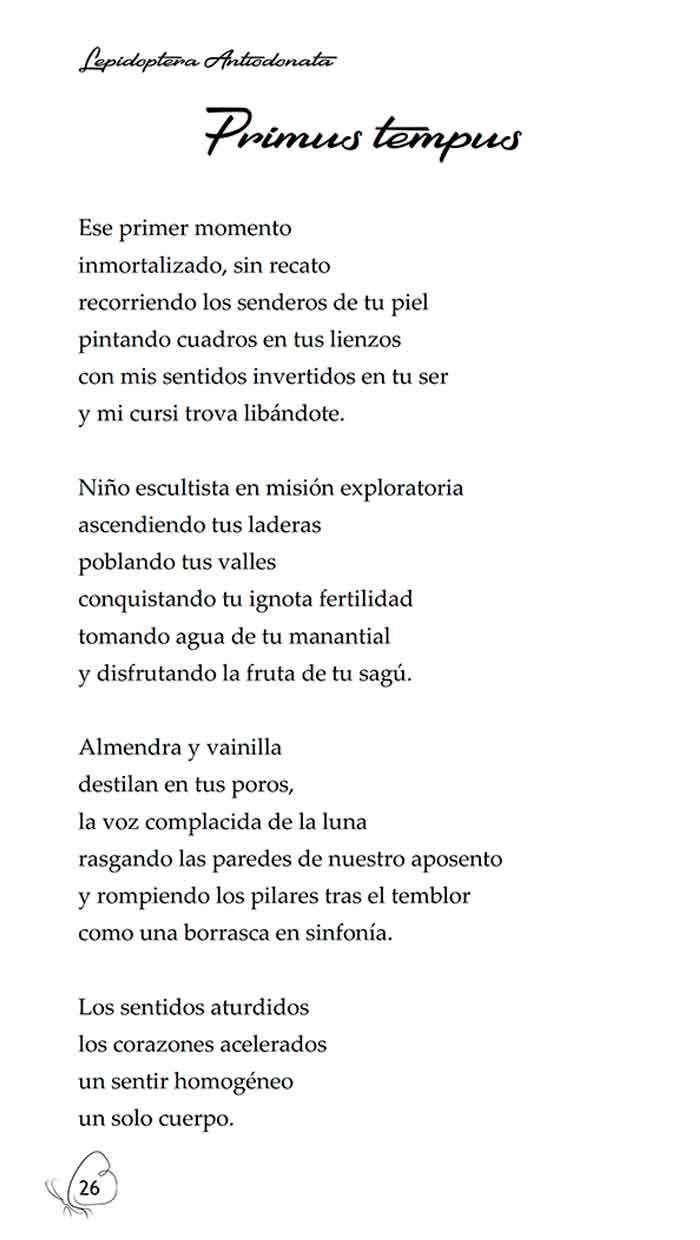 Lepidoptera Antiodonata
Primus tempus
Ese primer momento
inmortalizado, sin recato
recorriendo los senderos de tu piel
pintando cuadros en tus lienzos
con mis sentidos invertidos en tu ser
y mi cursi trova libándote.
Niño escultista en misión exploratoria
ascendiendo tus laderas
poblando tus valles
conquistando tu ignota fertilidad
tomando agua de tu manantial
y disfrutando la fruta de tu sagú.
Almendra y vainilla
destilan en tus poros,
la voz complacida de la luna
rasgando las paredes de nuestro aposento
y rompiendo los pilares tras el temblor
como una borrasca en sinfonía.
Los sentidos aturdidos
los corazones acelerados
un sentir homogéneo
un solo cuerpo.
26